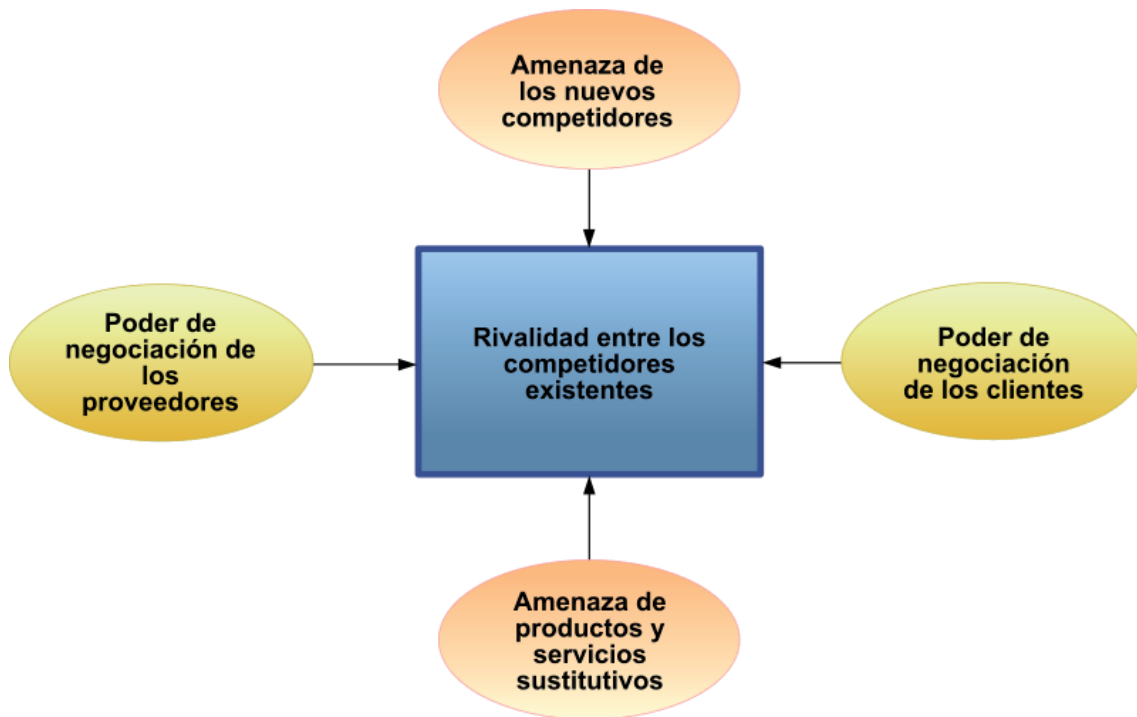 Amenaza de
los nuevos
competidores
Poder de
negociación de
los
proveedores
Rivalidad entre los
competidores
existentes
Poder de
negociación
de los clientes
Amenaza de
productos y
servicios
sustitutivos